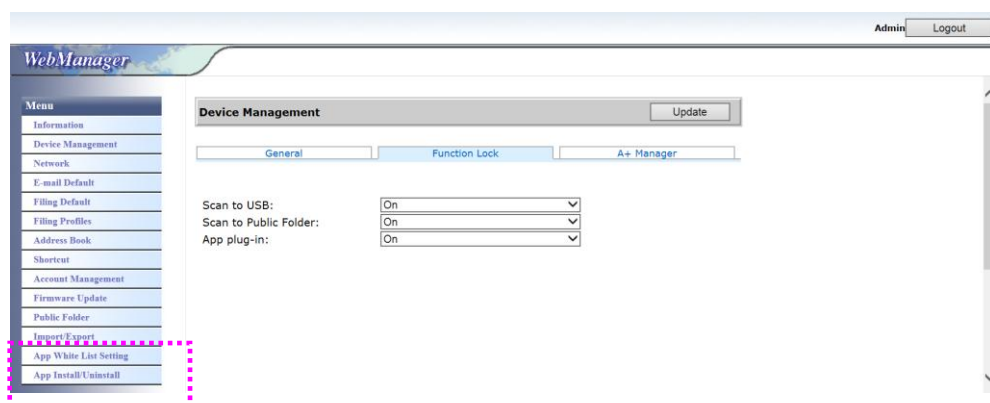 Admin Logout
WebManager
Menu
Information
Device Management
Network
E-mail Default
Filing Default
Filing Profiles
Address Book
Shortcut
Account Management
Firmware Update
Public Folder
Import/Export
App White List Setting
App Install/Uninstall
Device Management Update
General Function Lock A+ Manager
Scan to USB: On
Scan to Public Folder: On
App plug-in: On